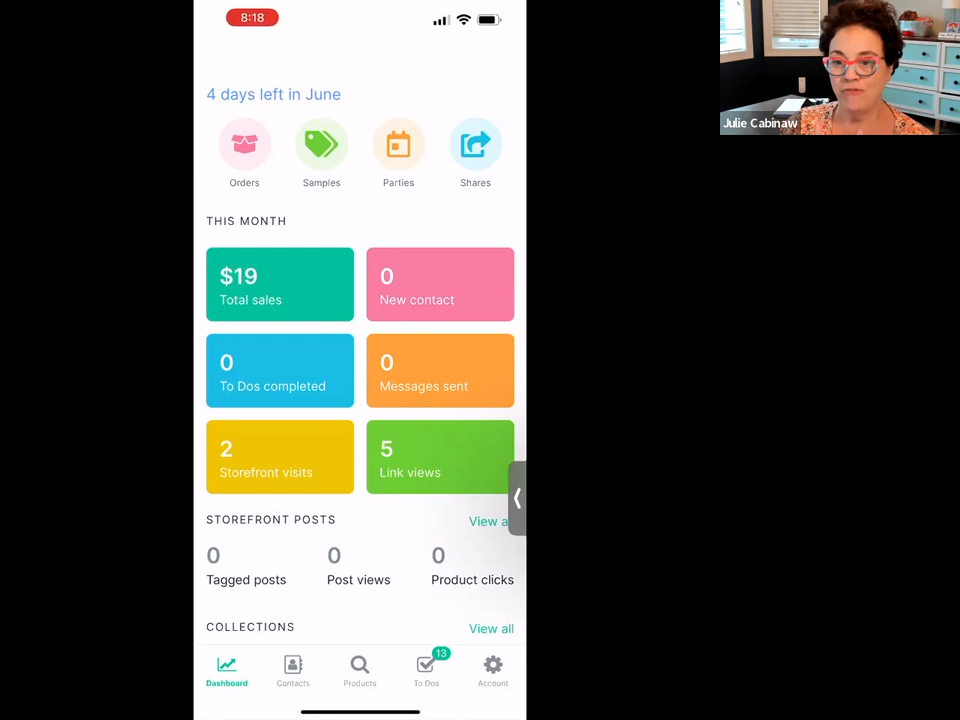 8:18
4 days left in June
Orders
Samples
Parties
Shares
THIS MONTH
$19
Total sales
0
New contact
0
To Dos completed
0
Messages sent
2
Storefront visits
5
Link views
STOREFRONT POSTS
View a
0
Tagged posts
0
Post views
0
Product clicks
COLLECTIONS
View all
Dashboard
Contacts
Products
13
To Dos
Account
Julie Cabinaw